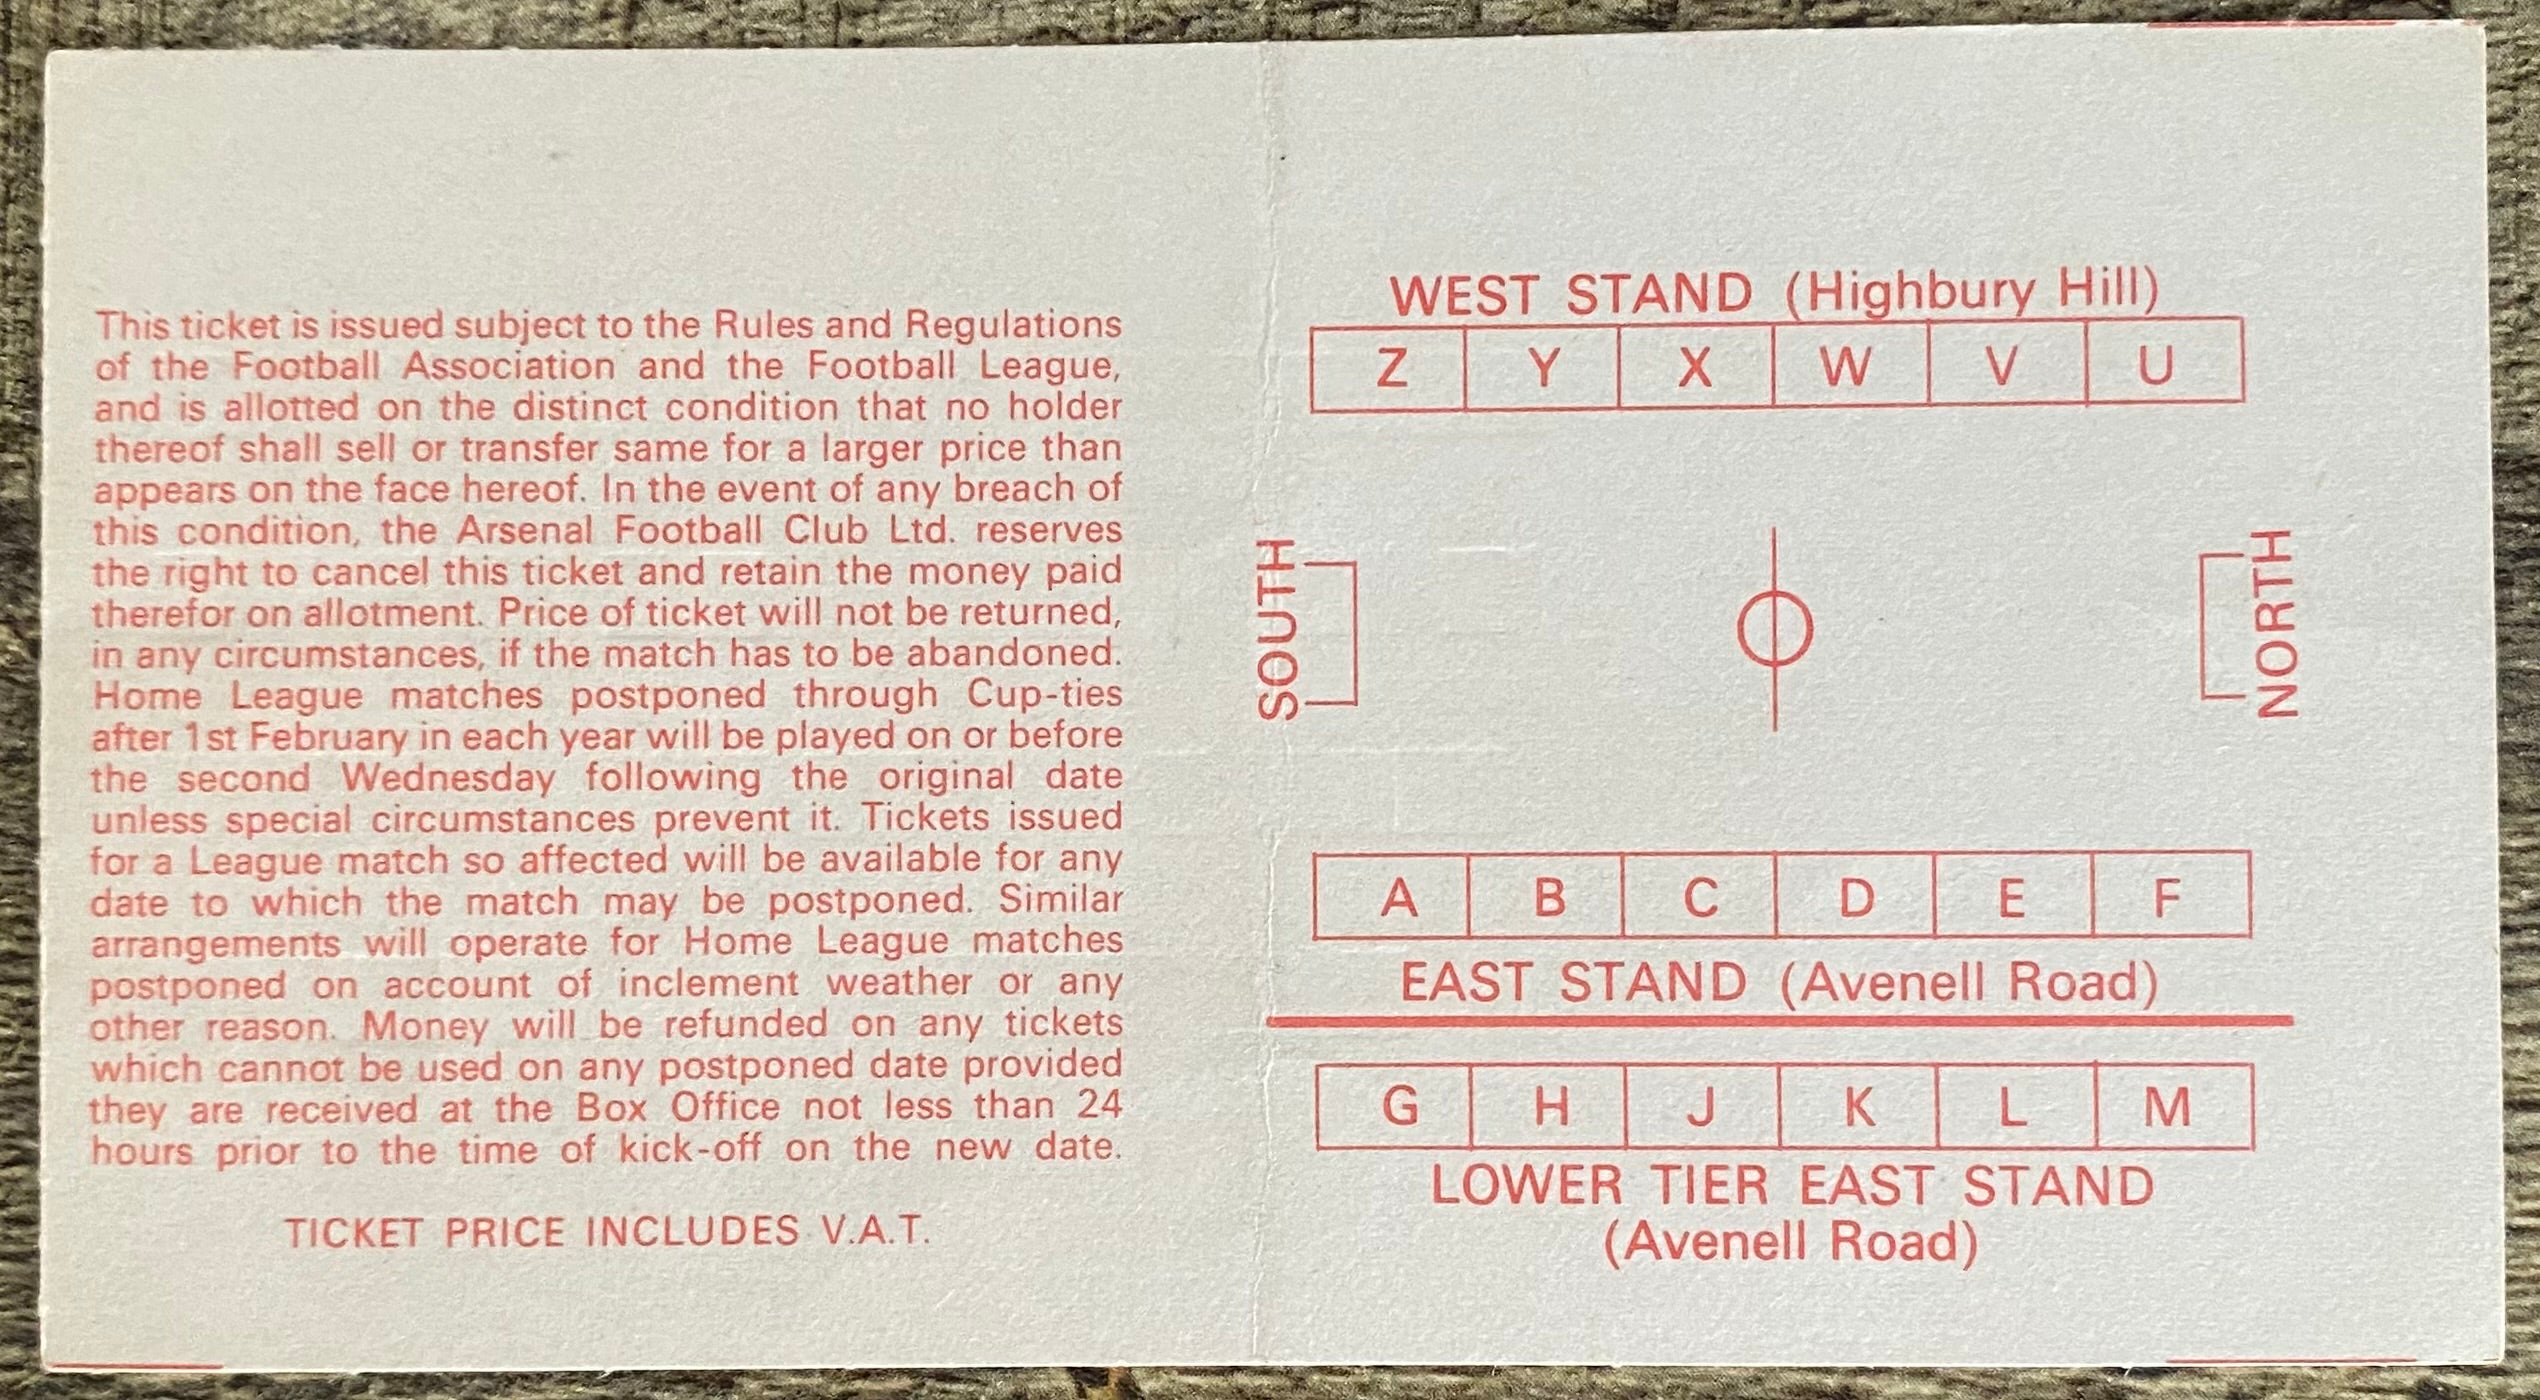 This ticket is issued subject to the Rules and Regulations
of the Football Association and the Football League,
and is allotted on the distinct condition that no holder
thereof shall sell or transfer same for a larger price than
appears on the face hereof. In the event of any breach of
this condition, the Arsenal Football Club Ltd. reserves
the right to cancel this ticket and retain the money paid
therefor on allotment. Price of ticket will not be returned,
in any circumstances, if the match has to be abandoned.
Home League matches postponed through Cup-ties
after 1st February in each year will be played on or before
the second Wednesday following the original date
unless special circumstances prevent it. Tickets issued
for a League match so affected will be available for any
date to which the match may be postponed. Similar
arrangements will operate for Home League matches
postponed on account of inclement weather or any
other reason. Money will be refunded on any tickets
which cannot be used on any postponed date provided
they are received at the Box Office not less than 24
hours prior to the time of kick-off on the new date.
TICKET PRICE INCLUDES V.A.T.
WEST STAND (Highbury Hill)
Z Y X W V U
SOUTH
NORTH
A B C D E F
EAST STAND (Avenell Road)
G H J K L M
LOWER TIER EAST STAND
(Avenell Road)